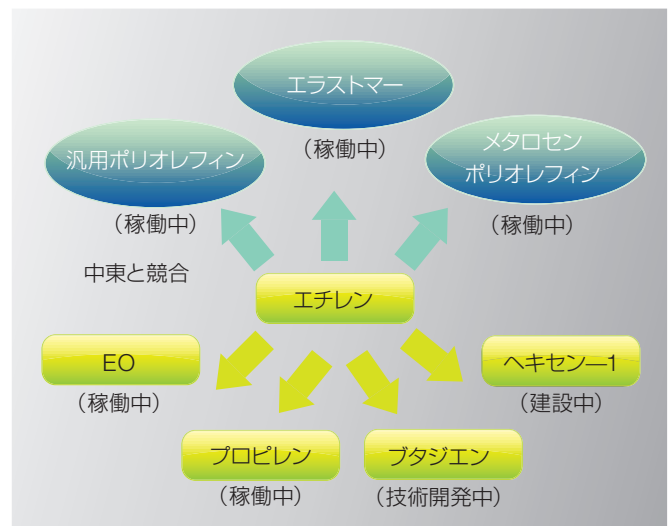 エラストマー
(稼働中)
汎用ポリオレフィン
(稼働中)
中東と競合
メタロセン
ポリオレフィン
(稼働中)
エチレン
EO
(稼働中)
ヘキセン―1
(建設中)
プロピレン
(稼働中)
ブタジエン
(技術開発中)